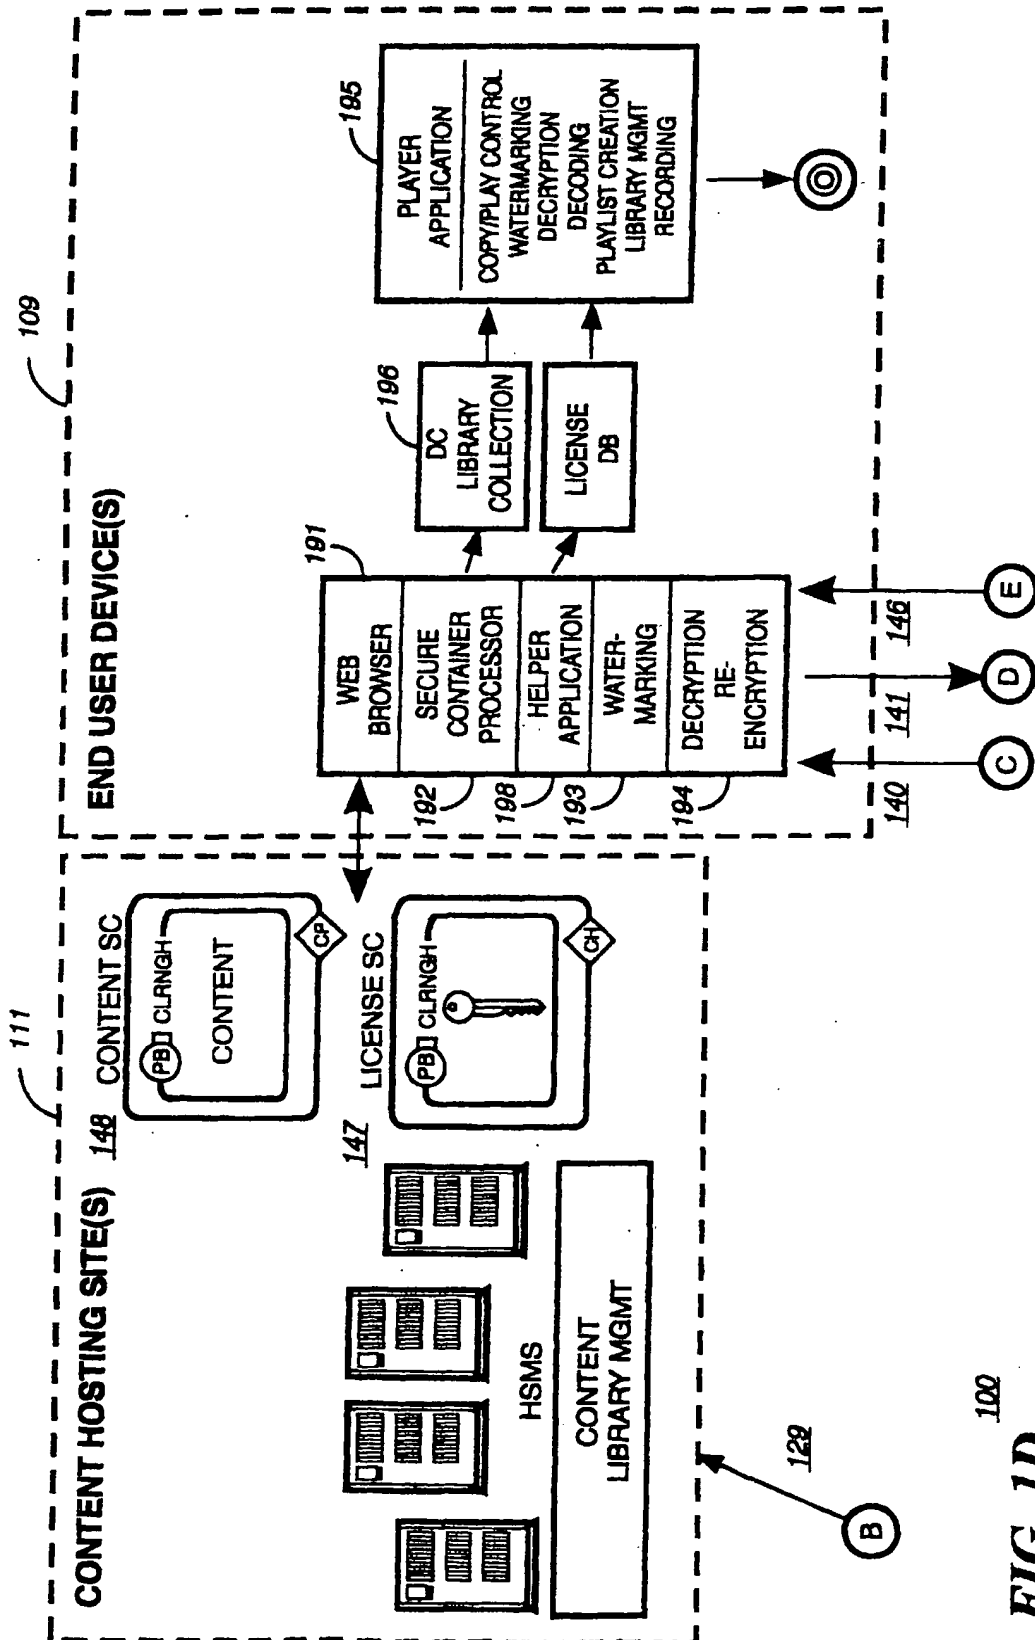 111
CONTENT HOSTING SITE(S)
148
CONTENT SC
PB
CLRNGH
CONTENT
CP
147
LICENSE SC
PB
CLRNGH
CH
HSMS
CONTENT
LIBRARY MGMT
129
B
109
END USER DEVICE(S)
191
WEB
BROWSER
SECURE
CONTAINER
PROCESSOR
HELPER
APPLICATION
WATER-
MARKING
DECRYPTION
RE-
ENCRYPTION
192
198
193
194
196
DC
LIBRARY
COLLECTION
LICENSE
DB
195
PLAYER
APPLICATION
COPY/PLAY CONTROL
WATERMARKING
DECRYPTION
DECODING
PLAYLIST CREATION
LIBRARY MGMT
RECORDING
140
141
146
C
D
E
100
FIG. 1D